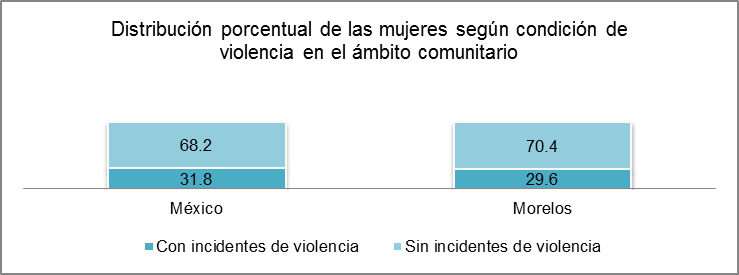 Distribución porcentual de las mujeres según condición de
violencia en el ámbito comunitario
68.2
70.4
31.8
29.6
México
Morelos
Con incidentes de violencia
Sin incidentes de violencia